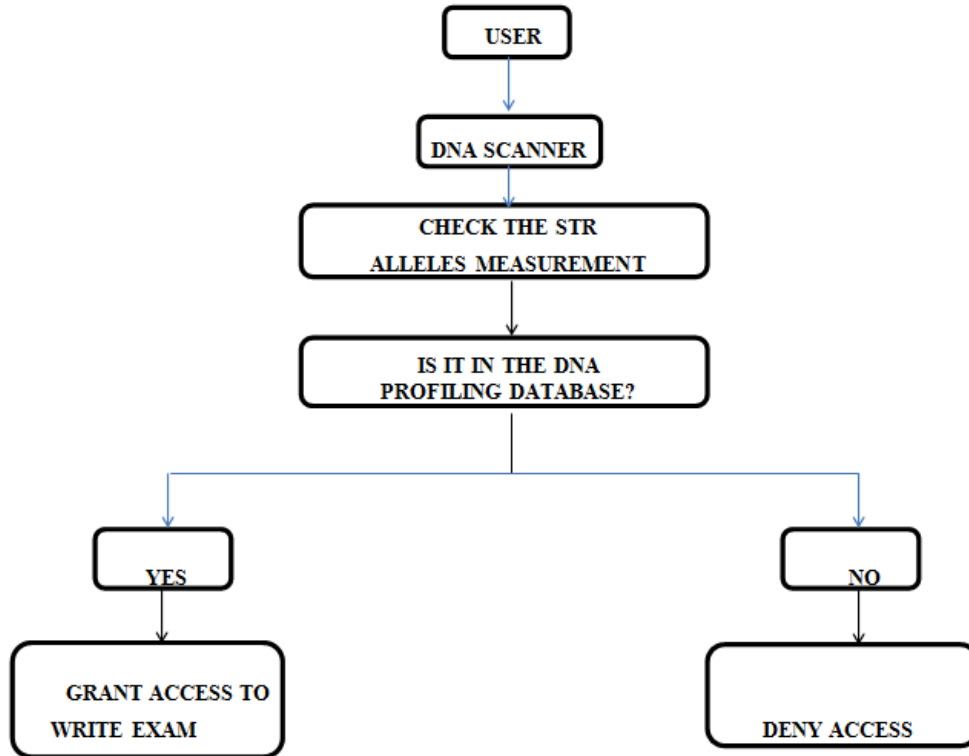 USER
DNA SCANNER
CHECK THE STR
ALLELES MEASUREMENT
IS IT IN THE DNA
PROFILING DATABASE?
YES
NO
GRANT ACCESS TO
WRITE EXAM
DENY ACCESS